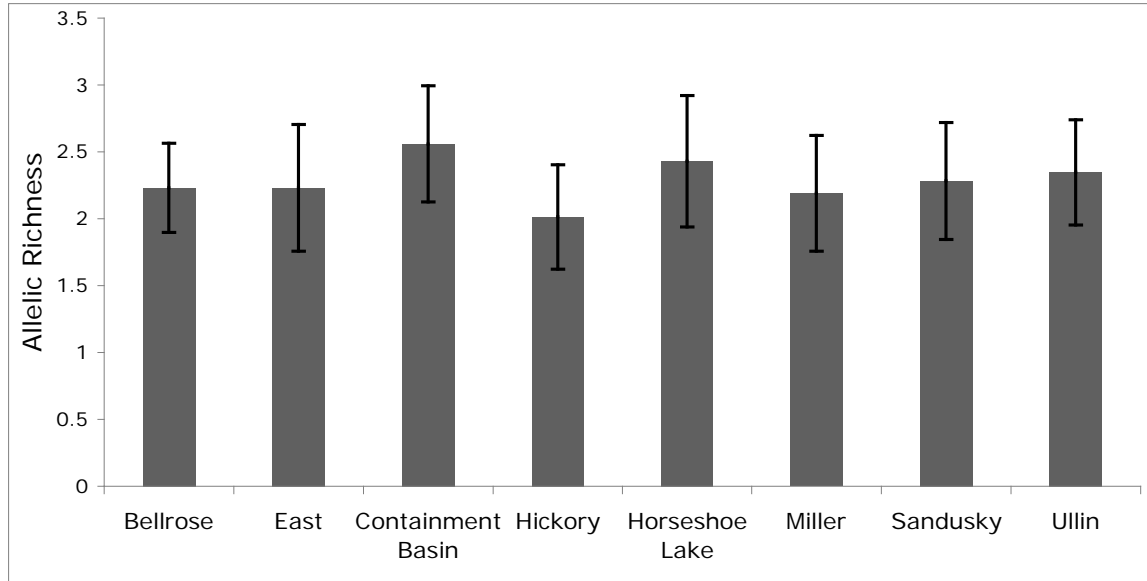 3.5
3
2.5
2
1.5
1
0.5
0
Allelic Richness
Bellrose
East
Containment
Basin
Hickory
Horseshoe
Lake
Miller
Sandusky
Ullin